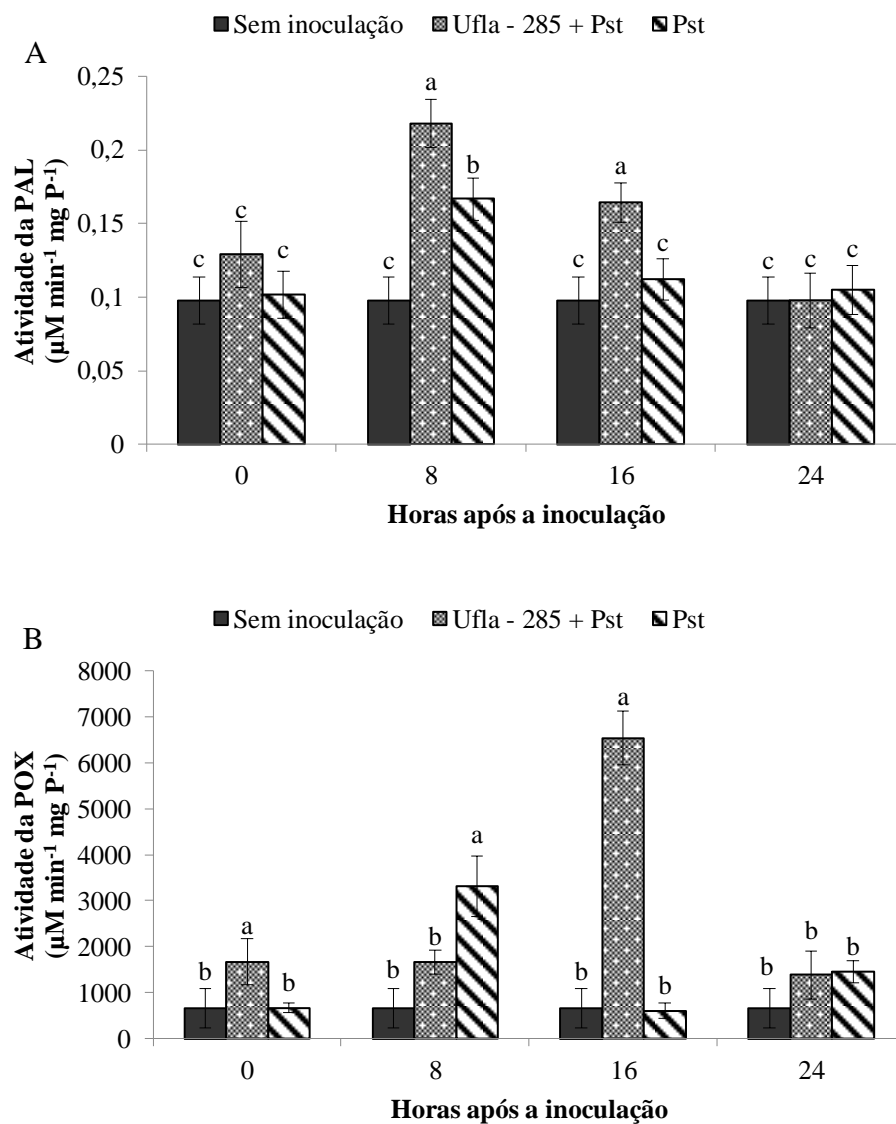 Sem inoculação Ufla - 285 + Pst Pst
A
0,25
0,2
0,15
0,1
0,05
0
Atividade da PAL
(µM min-1 mg P-1)
c c c
c a b
c a c
c c c
0 8 16 24
Horas após a inoculação
Sem inoculação Ufla - 285 + Pst Pst
B
8000
7000
6000
5000
4000
3000
2000
1000
0
Atividade da POX
(µM min-1 mg P-1)
b a b
b b a
b a b
b b b
0 8 16 24
Horas após a inoculação